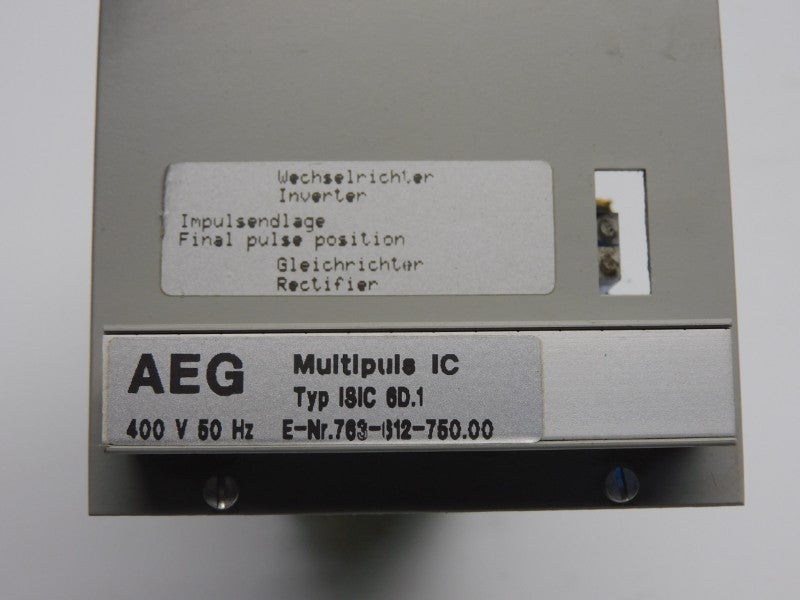 Wechselrichter
Inverter
Impulsendlage
Final pulse position
Gleichrichter
Rectifier
AEG
Multipuls IC
Typ ISIC 6D.1
400 V 50 Hz
E-Nr.763-812-750.00